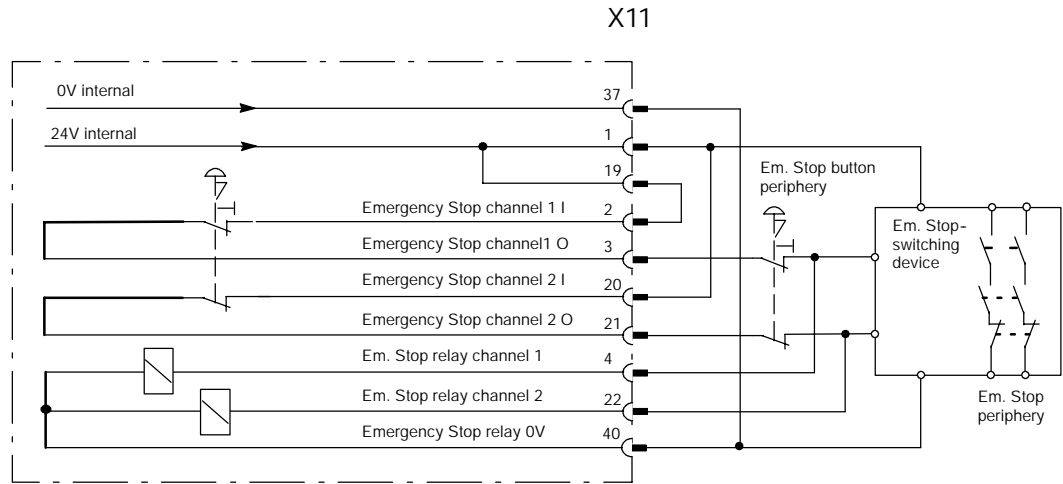 X11
0V internal
37
24V internal
1
19
Em. Stop button
periphery
Emergency Stop channel 1 I
2
Emergency Stop channel1 O
3
Em. Stop-
switching
device
Emergency Stop channel 2 I
20
Emergency Stop channel 2 O
21
Em. Stop relay channel 1
4
Em. Stop relay channel 2
22
Em. Stop
periphery
Emergency Stop relay 0V
40